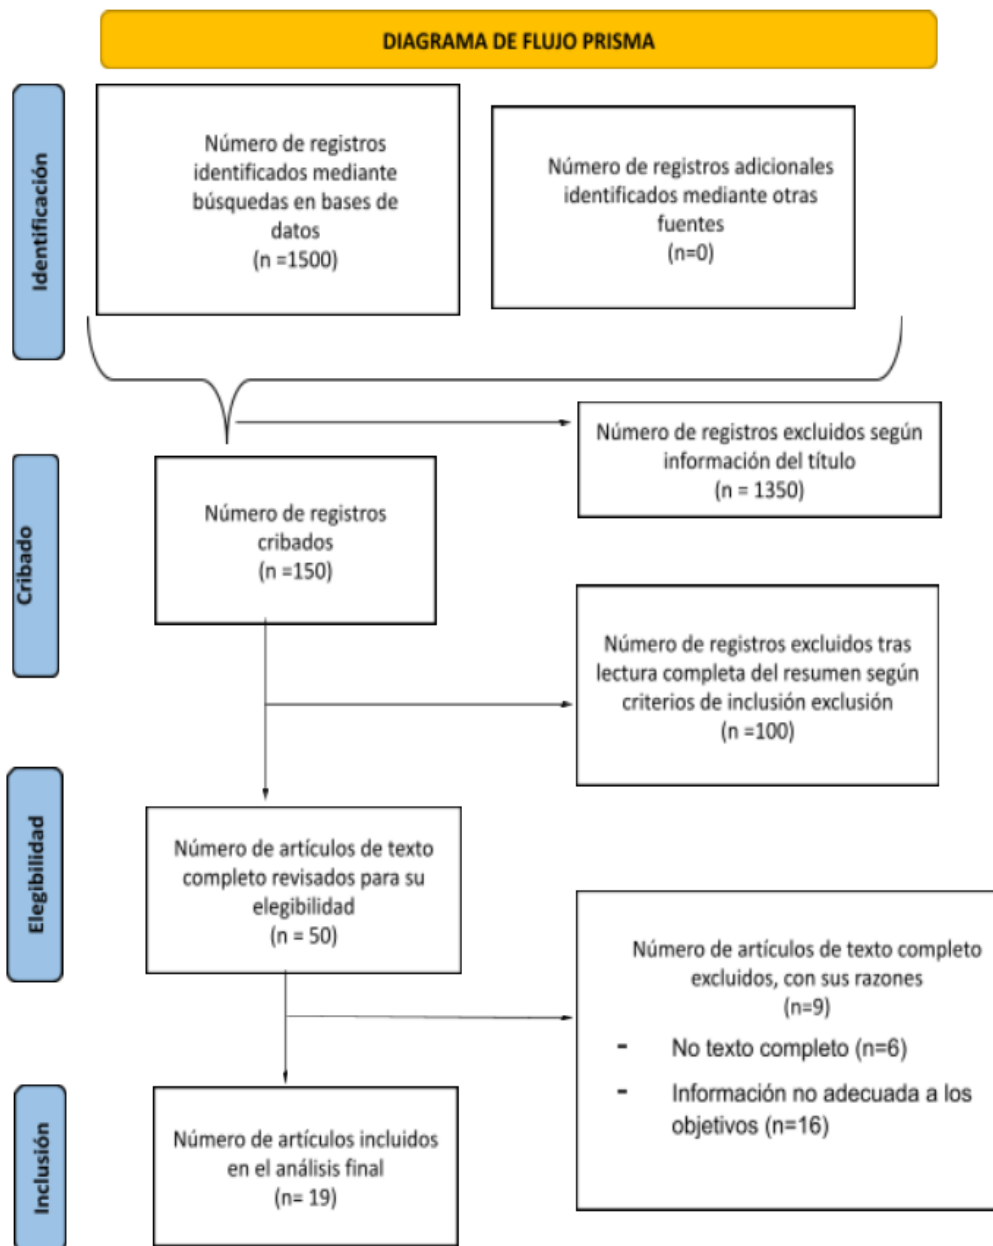 DIAGRAMA DE FLUJO PRISMA
Identificación
Número de registros
identificados mediante
búsquedas en bases de
datos
(n =1500)
Número de registros adicionales
identificados mediante otras
fuentes
(n=0)
Número de registros excluidos según
información del título
(n = 1350)
Cribado
Número de registros
cribados
(n =150)
Número de registros excluidos tras
lectura completa del resumen según
criterios de inclusión exclusión
(n =100)
Elegibilidad
Número de artículos de texto
completo revisados para su
elegibilidad
(n = 50)
Número de artículos de texto completo
excluidos, con sus razones
(n=9)
- No texto completo (n=6)
- Información no adecuada a los
objetivos (n=16)
Inclusión
Número de artículos incluidos
en el análisis final
(n= 19)